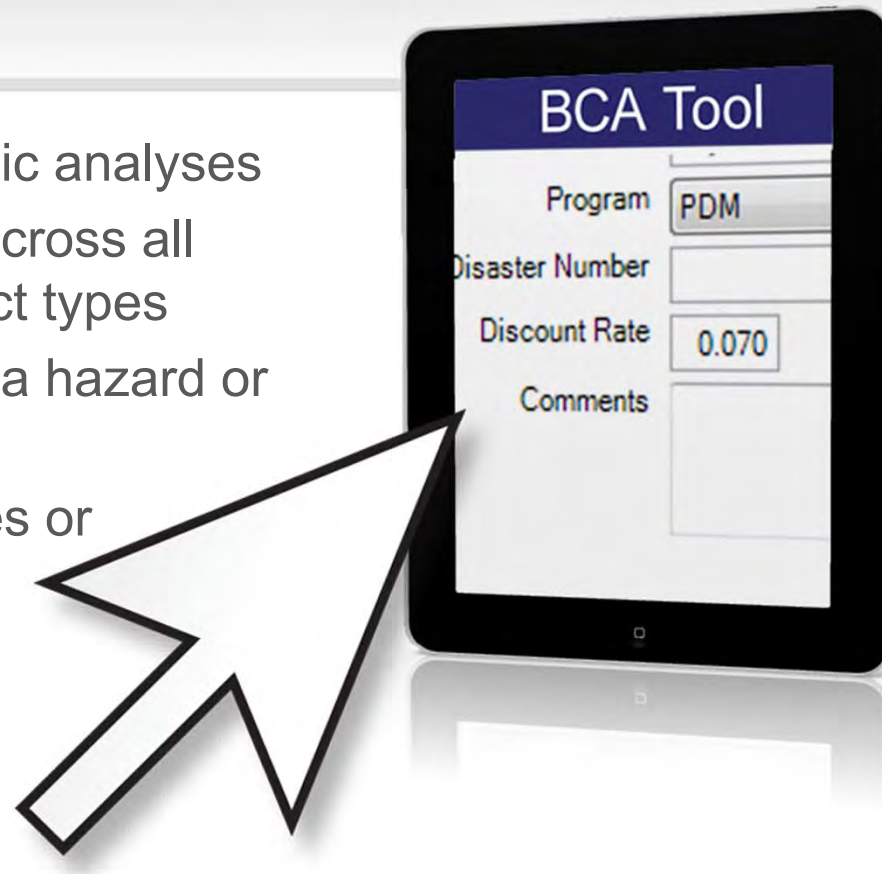 ic analyses
cross all
ct types
a hazard or
es or
BCA Tool
Program PDM
Disaster Number
Discount Rate 0.070
Comments